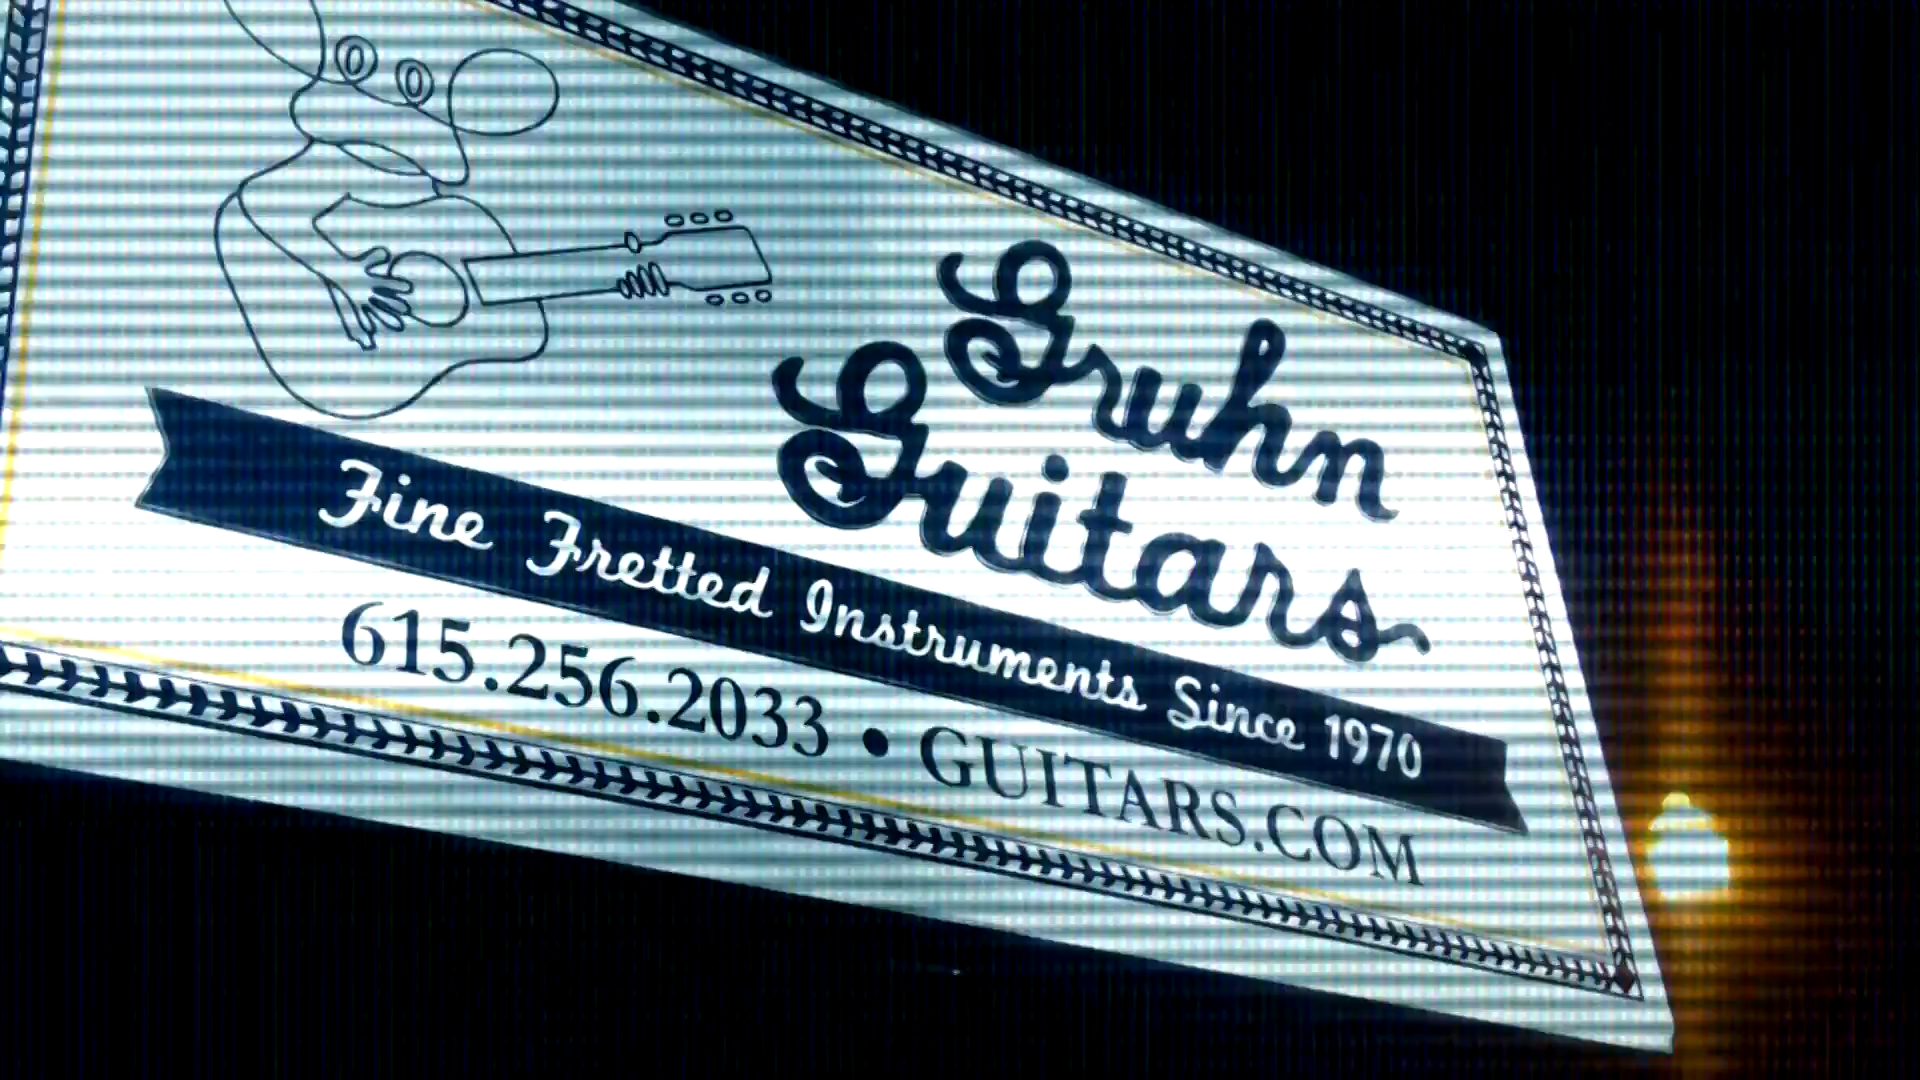 Gruhn
Guitars
Fine Fretted Instruments Since 1970
615.256.2033 • GUITARS.COM